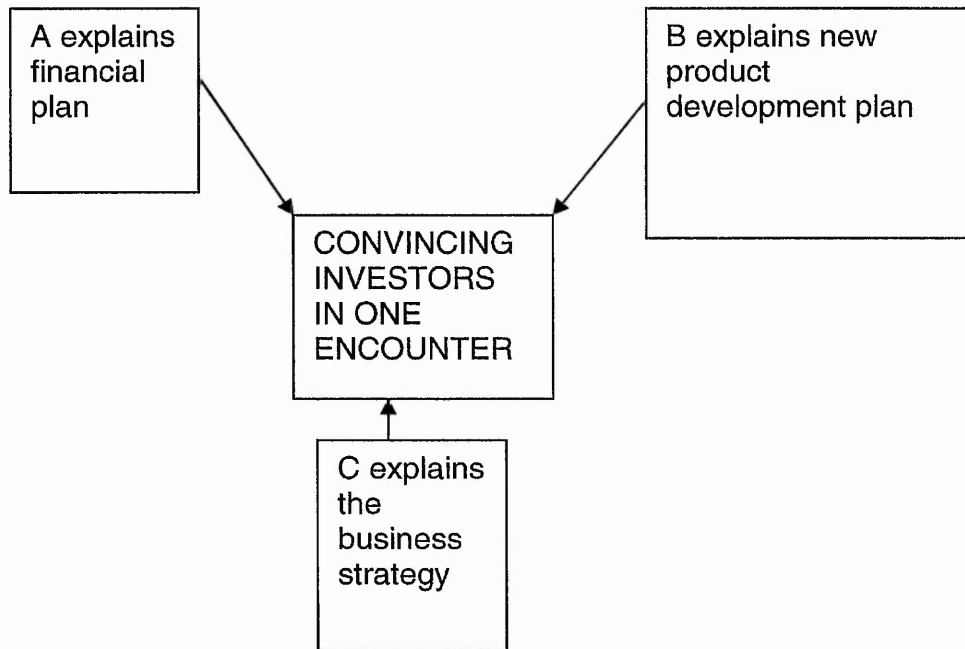 A explains
financial
plan
B explains new
product
development plan
CONVINCING
INVESTORS
IN ONE
ENCOUNTER
C explains
the
business
strategy